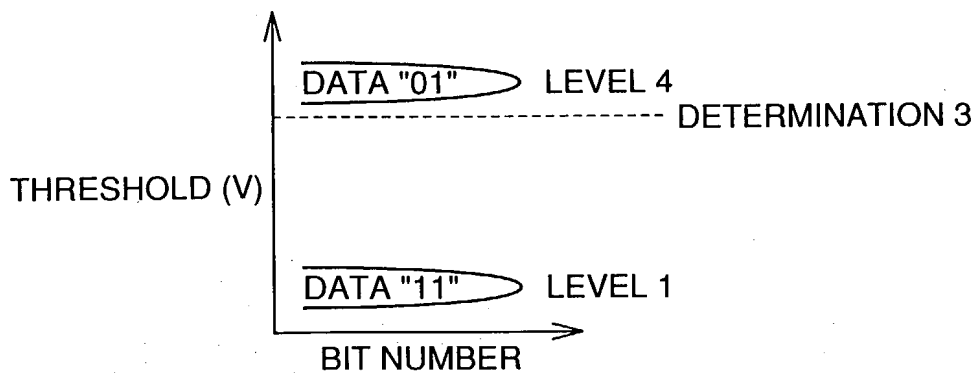 DATA "01" LEVEL 4
DETERMINATION 3
THRESHOLD (V)
DATA "11" LEVEL 1
BIT NUMBER